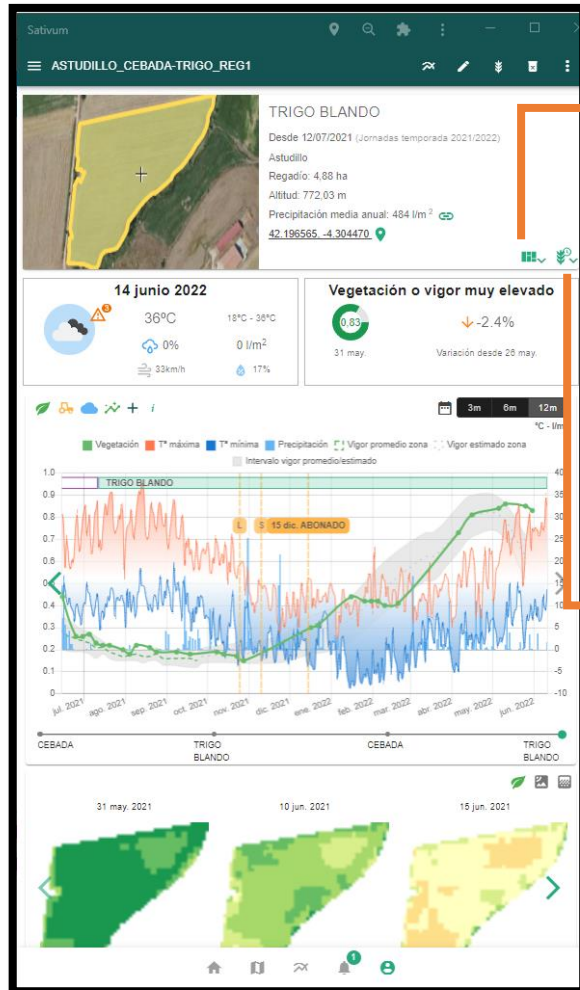 Sativum
ASTUDILLO_CEBADA-TRIGO_REG1
TRIGO BLANDO
Desde 12/07/2021 (Jornadas temporada 2021/2022)
Astudillo
Regadío: 4,88 ha
Altitud: 772,03 m
Precipitación media anual: 484 l/m²
42.196565, -4.304470
14 junio 2022
3
36ºC
18ºC - 36ºC
0%
0 l/m²
33km/h
17%
Vegetación o vigor muy elevado
0,83
-2.4%
31 may.
Variación desde 26 may.
i
3m 6m 12m
ºC - l/m
Vegetación Tª máxima Tª mínima Precipitación Vigor promedio zona Vigor estimado zona
Intervalo vigor promedio/estimado
1.0
0.9
0.8
0.7
0.6
0.4
0.3
0.2
0.1
0
TRIGO BLANDO
L
S
15 dic. ABONADO
40
35
30
25
20
10
5
0
-5
-10
jul. 2021
ago. 2021
sep. 2021
oct. 2021
nov. 2021
dic. 2021
ene. 2022
feb. 2022
mar. 2022
abr. 2022
may. 2022
jun. 2022
CEBADA
TRIGO
BLANDO
CEBADA
TRIGO
BLANDO
31 may. 2021
10 jun. 2021
15 jun. 2021
1